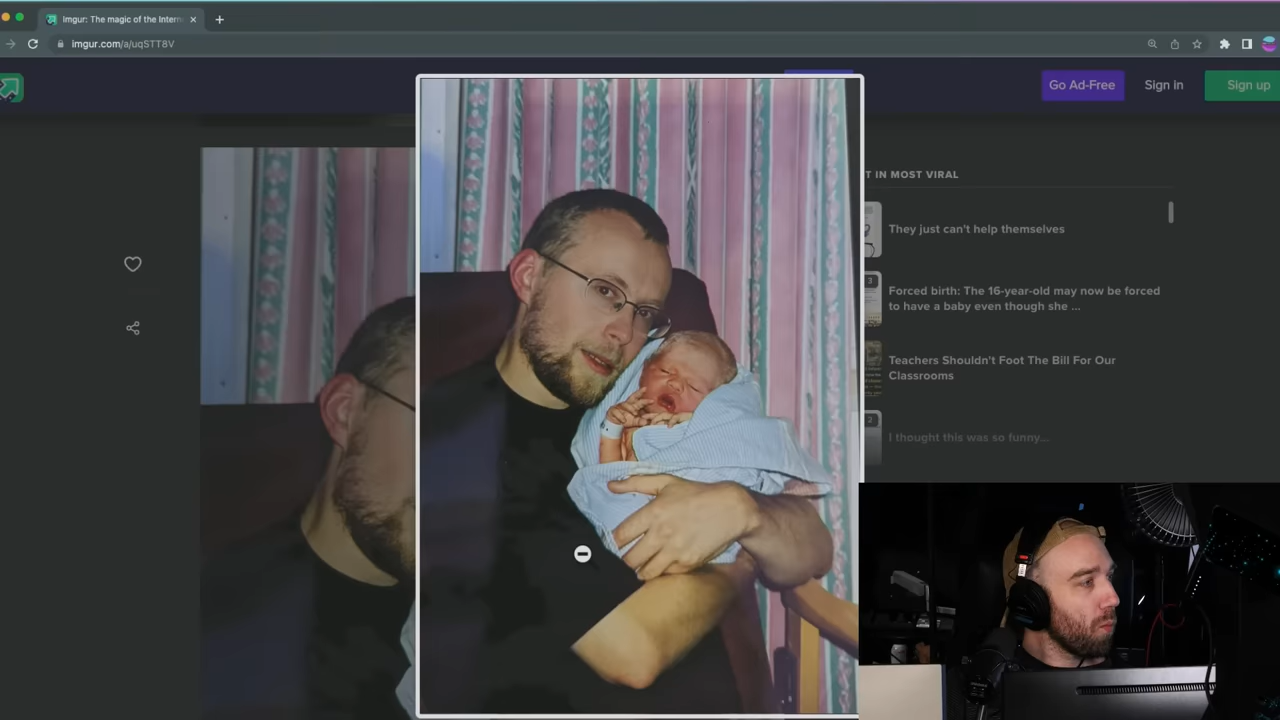 Imgur: The magic of the Intern
imgur.com/a/uqSTT8V
Go Ad-Free
Sign in
Sign up
T IN MOST VIRAL
They just can't help themselves
3
Forced birth: The 16-year-old may now be forced
to have a baby even though she ...
Teachers Shouldn't Foot The Bill For Our
Classrooms
2
I thought this was so funny...